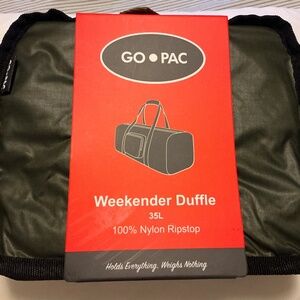 GO●PAC
Weekender Duffle
35L
100% Nylon Ripstop
Holds Everything, Weighs Nothing